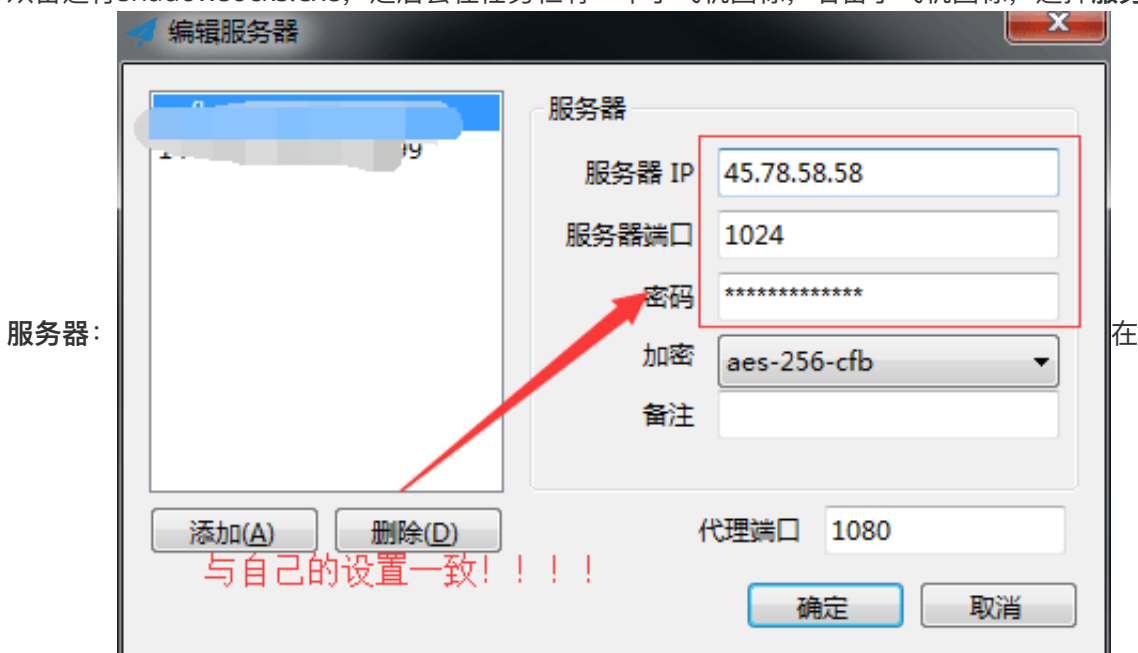 编辑服务器
服务器
服务器 IP 45.78.58.58
服务器端口 1024
密码 *************
服务器： 在
加密 aes-256-cfb
备注
添加(A) 删除(D) 代理端口 1080
与自己的设置一致！！！！
确定 取消